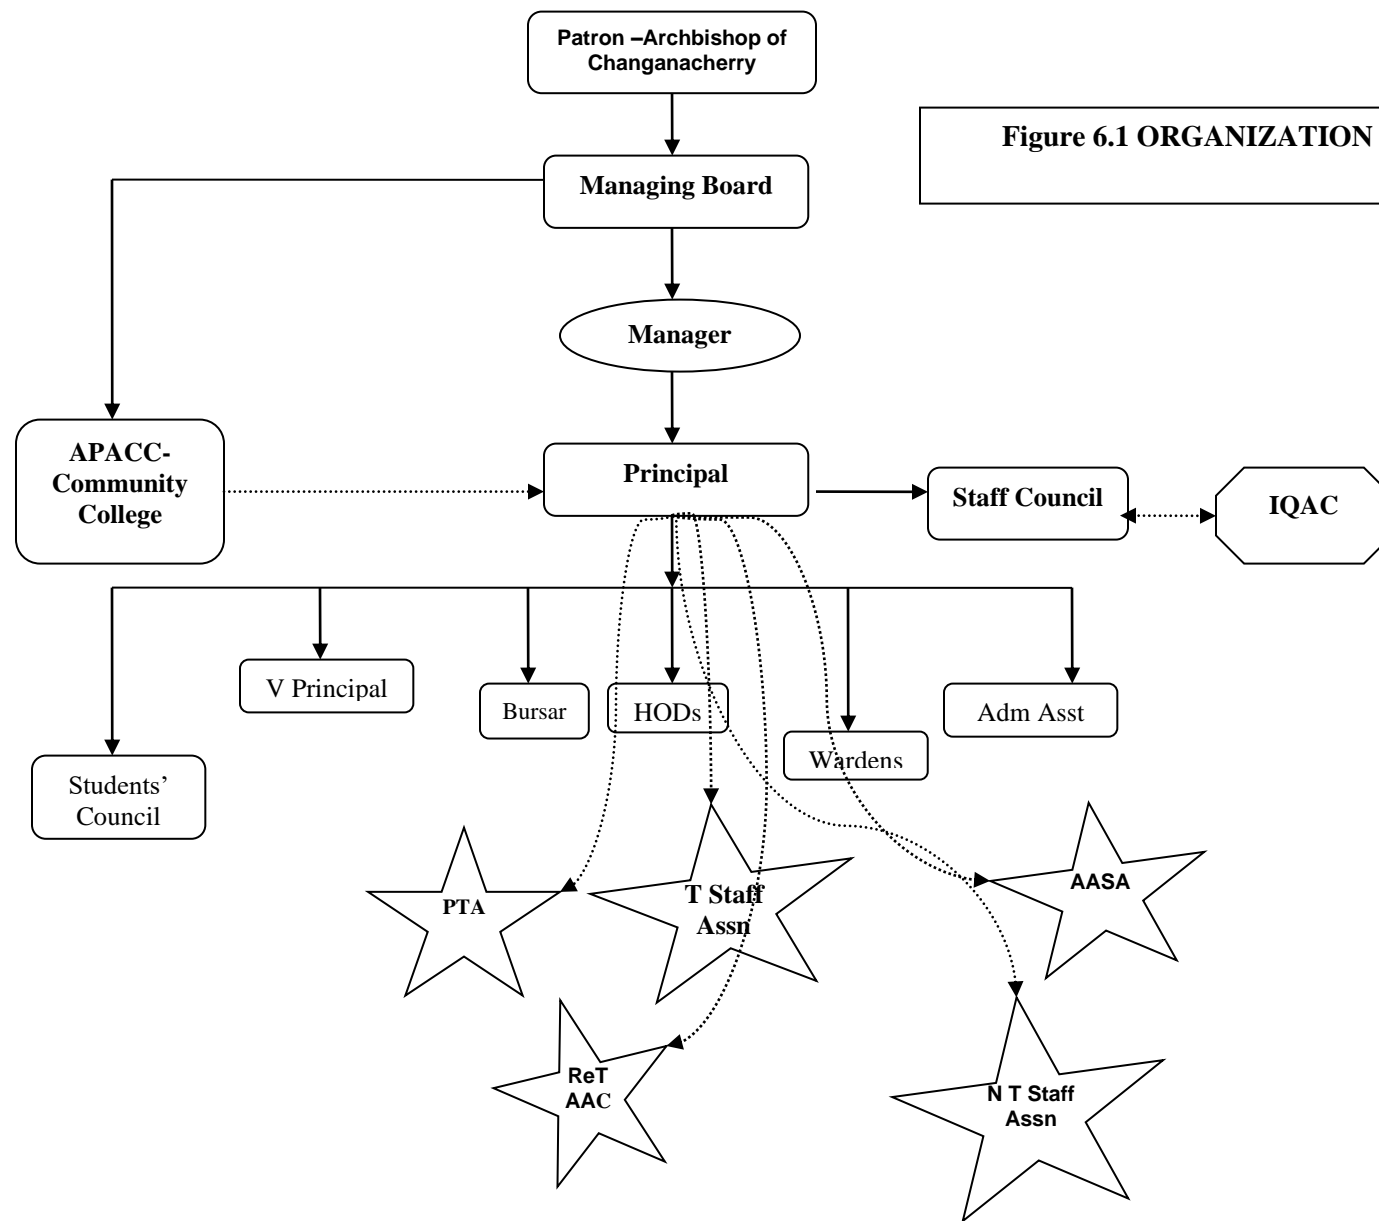 Patron –Archbishop of
Changanacherry
Figure 6.1 ORGANIZATION
Managing Board
Manager
APACC-
Community
College
Principal
Staff Council
IQAC
V Principal
Bursar
HODs
Adm Asst
Wardens
Students’
Council
PTA
T Staff
Assn
AASA
ReT
AAC
N T Staff
Assn